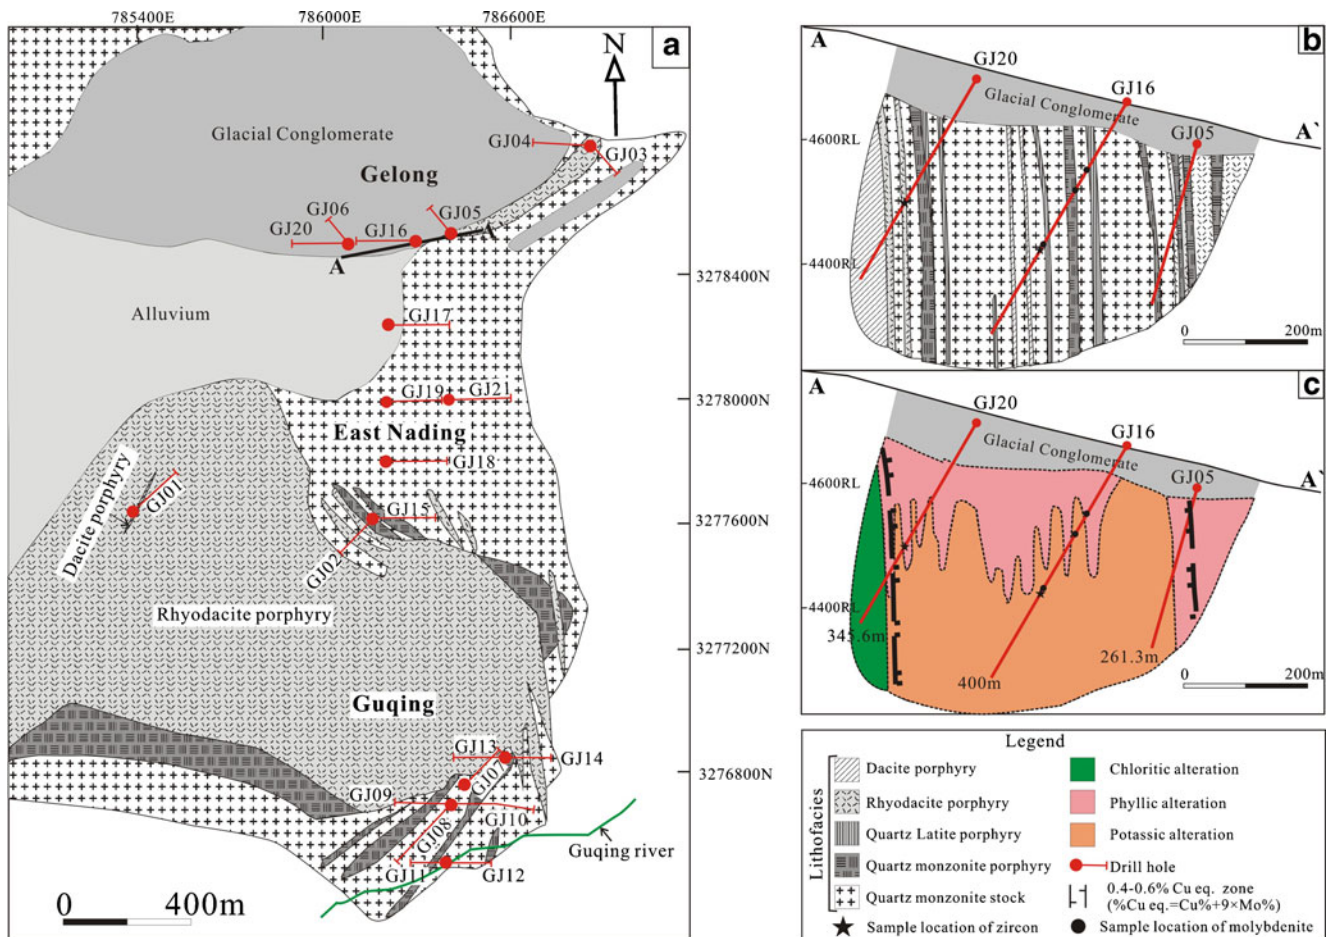 785400E
786000E
786600E
a
N
Glacial Conglomerate
GJ04
GJ03
Gelong
GJ06
GJ05
GJ20
GJ16
A
3278400N
Alluvium
GJ17
GJ19
GJ21
3278000N
East Nading
GJ18
GJ01
Dacite porphyry
GJ15
3277600N
GJ02
Rhyodacite porphyry
3277200N
Guqing
GJ13
GJ14
GJ07
3276800N
GJ09
GJ10
GJ08
Guqing river
GJ11
GJ12
0 400m
A
b
GJ20
Glacial Conglomerate
GJ16
4600RL
GJ05
A`
4400RL
0 200m
A
c
GJ20
GJ16
Glacial Conglomerate
GJ05
4600RL
A`
4400RL
345.6m
261.3m
400m
0 200m
Legend
Lithofacies
Dacite porphyry
Rhyodacite porphyry
Quartz Latite porphyry
Quartz monzonite porphyry
Quartz monzonite stock
Sample location of zircon
Chloritic alteration
Phyllic alteration
Potassic alteration
Drill hole
0.4-0.6% Cu eq. zone
(%Cu eq.=Cu%+9×Mo%)
Sample location of molybdenite